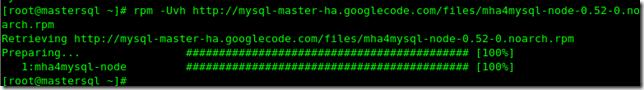 [root@mastersql ~]# rpm -Uvh http://mysql-master-ha.googlecode.com/files/mha4mysql-node-0.52-0.no
arch.rpm
Retrieving http://mysql-master-ha.googlecode.com/files/mha4mysql-node-0.52-0.noarch.rpm
Preparing... ########################################### [100%]
1:mha4mysql-node ########################################### [100%]
[root@mastersql ~]#